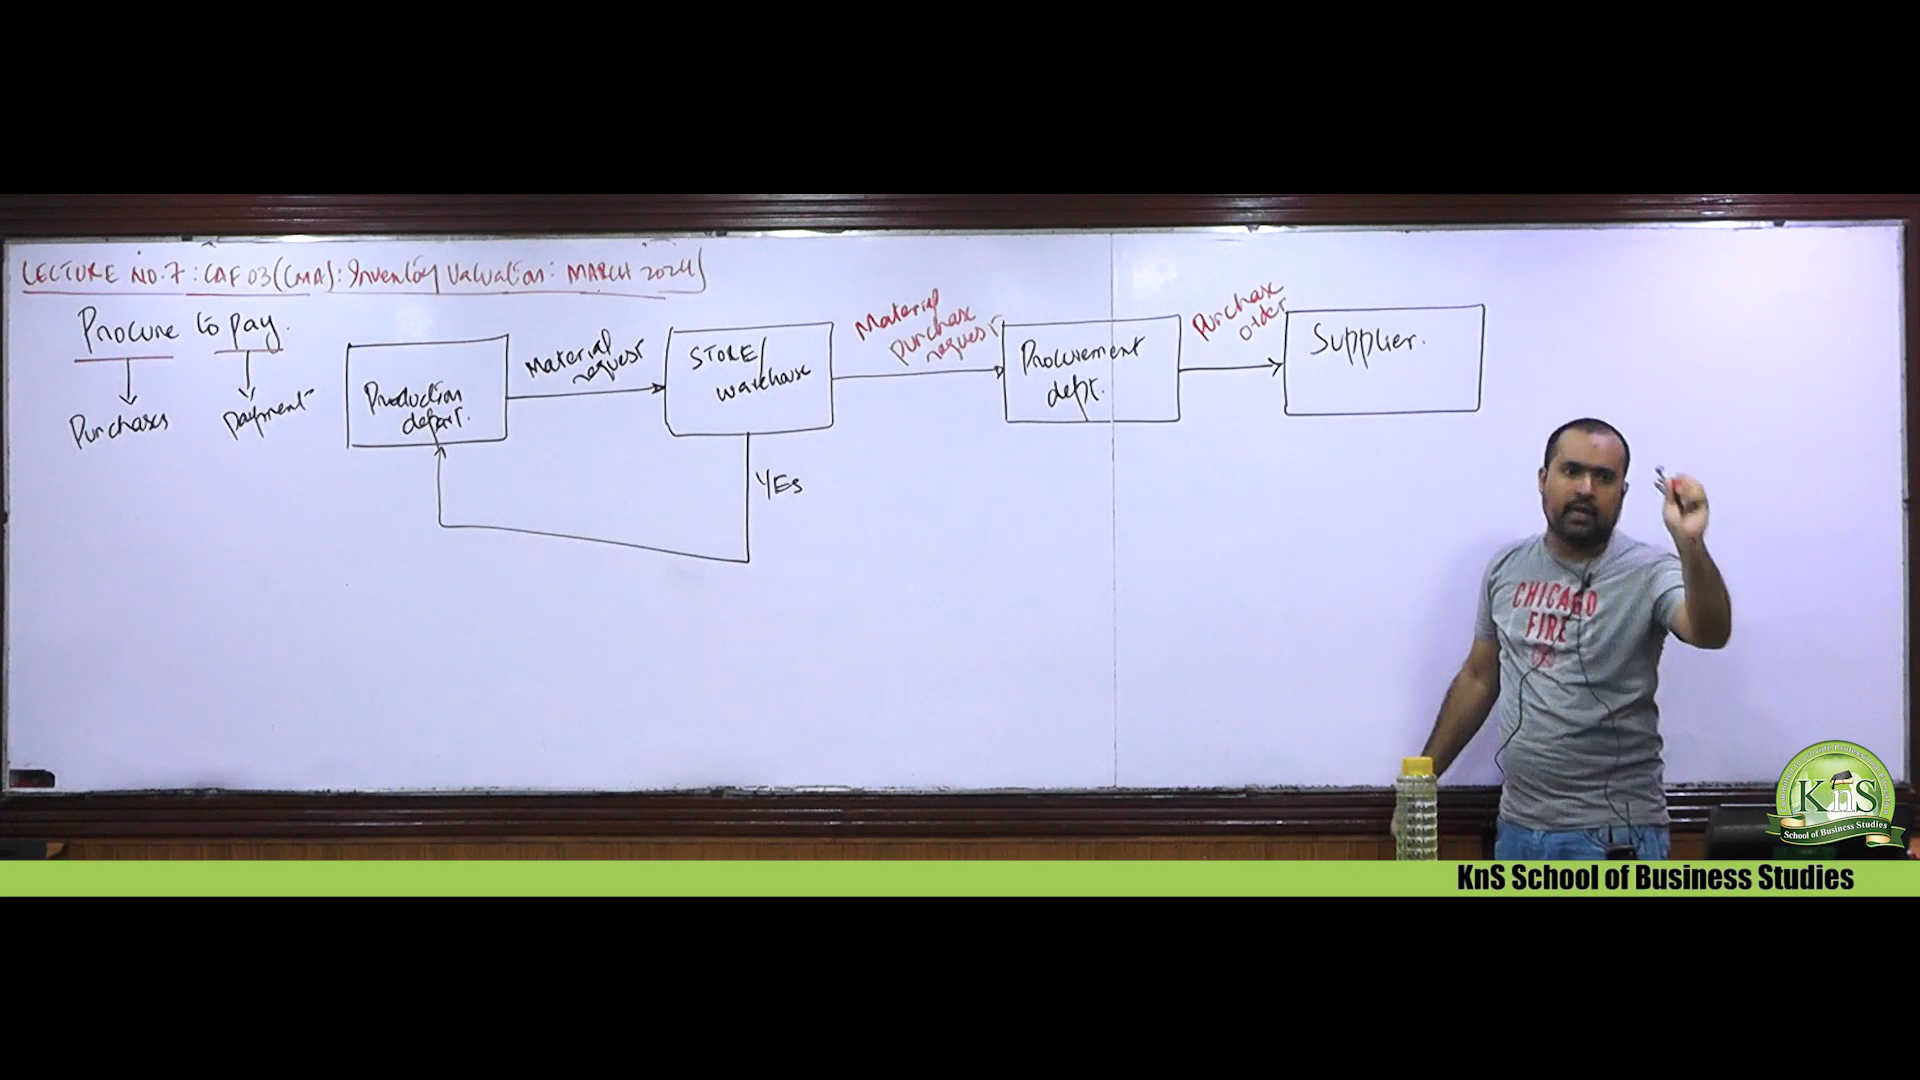 LECTURE NO.7 : CAF 03 (CMA) : Inventory Valuation : MARCH 2024
Procure to pay.
Purchases
payment
Production
depart.
Material
request
STORE/
warehouse
YES
Material
purchase
request
Procurement
dept.
Purchase
order
Supplier.
CHICAGO
FIRE
KnS
School of Business Studies
KnS School of Business Studies